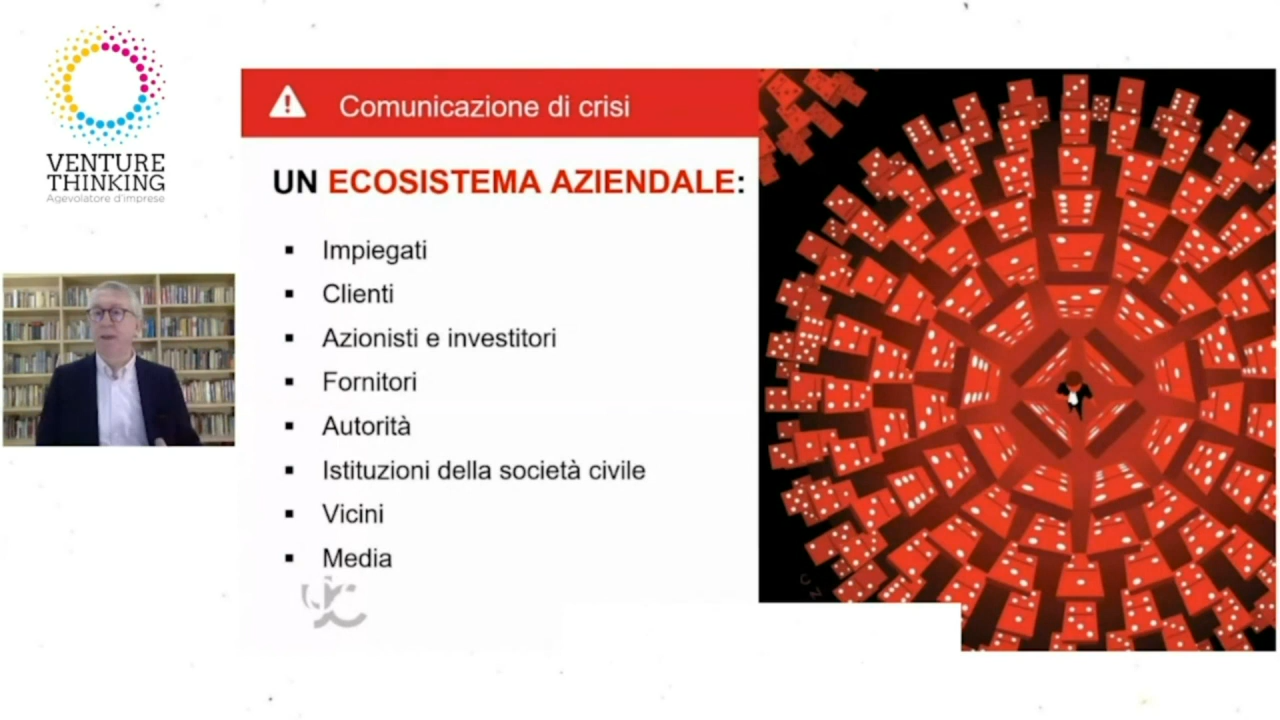 VENTURE
THINKING
Agevolatore d'imprese
Comunicazione di crisi
UN ECOSISTEMA AZIENDALE:
Impiegati
Clienti
Azionisti e investitori
Fornitori
Autorità
Istituzioni della società civile
Vicini
Media